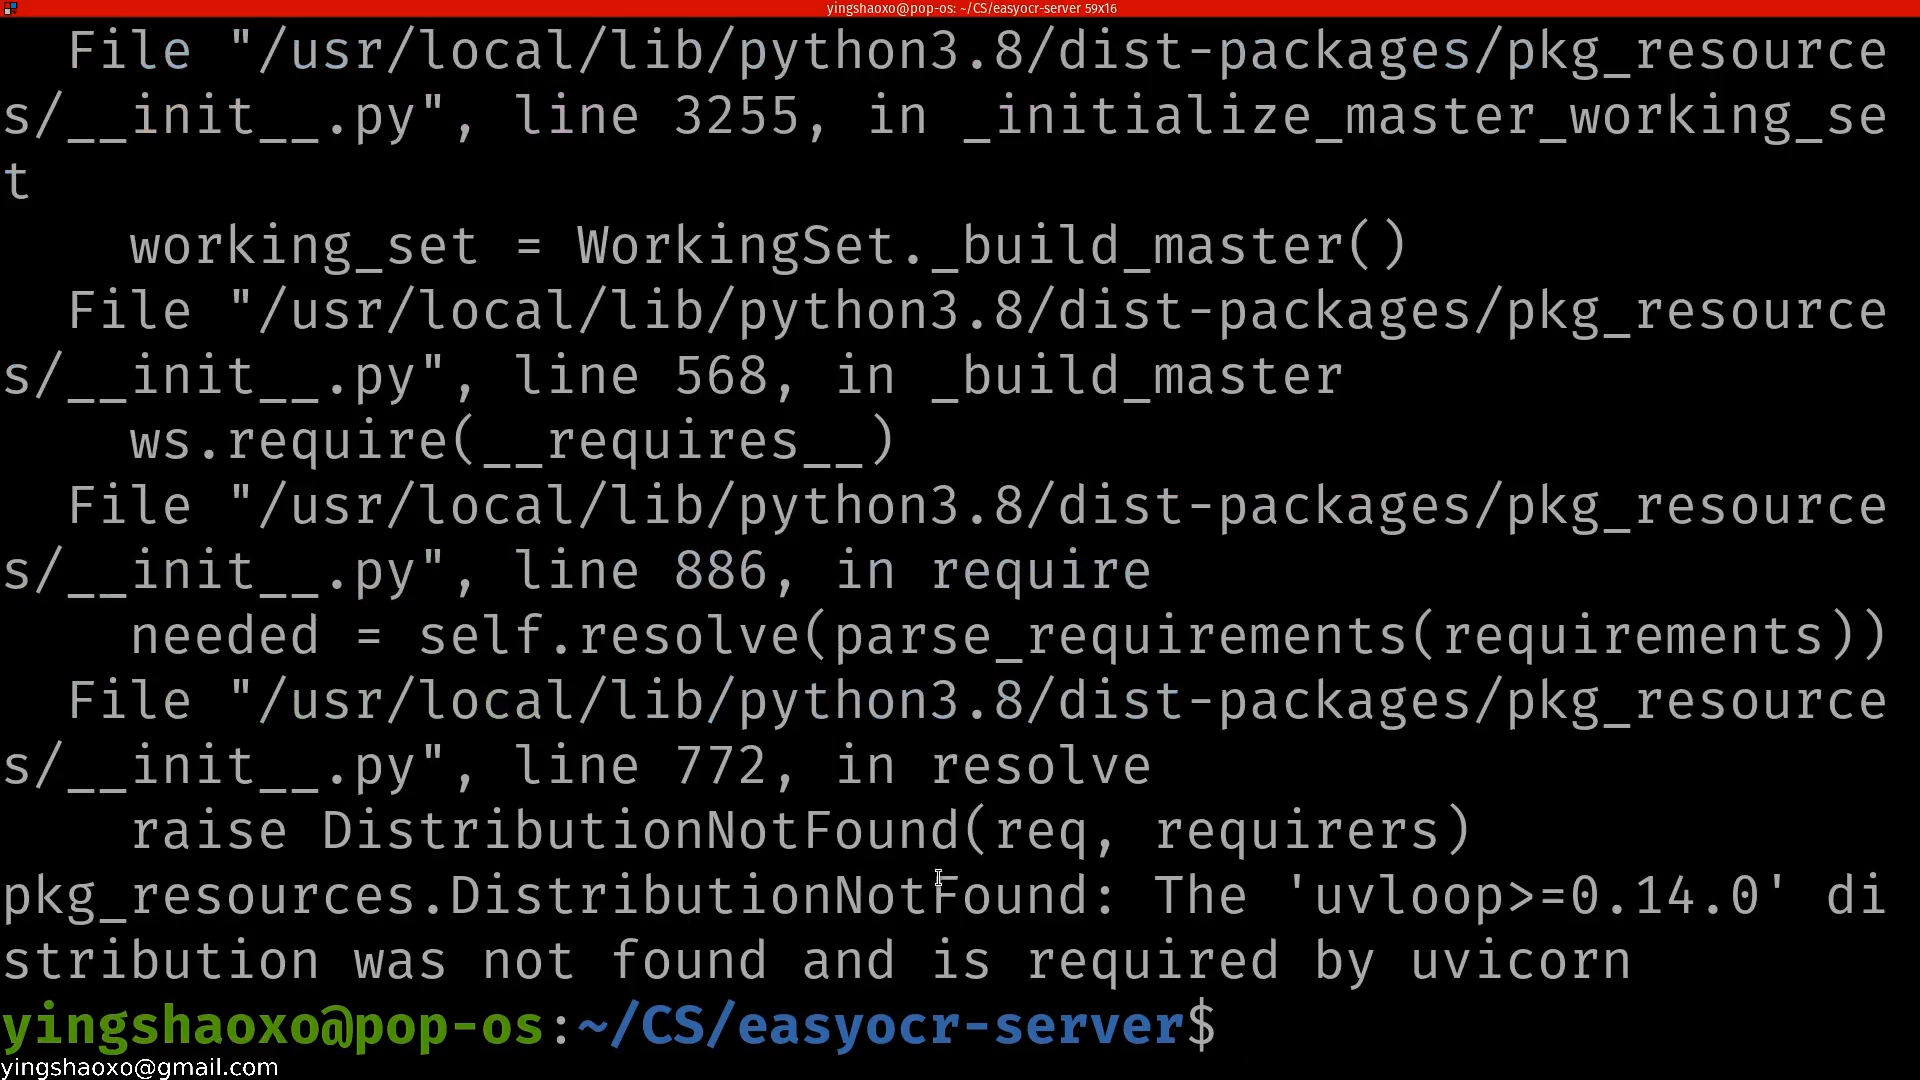 yingshaoxo@pop-os: ~/CS/easyocr-server 59x16
  File "/usr/local/lib/python3.8/dist-packages/pkg_resource
s/__init__.py", line 3255, in _initialize_master_working_se
t
    working_set = WorkingSet._build_master()
  File "/usr/local/lib/python3.8/dist-packages/pkg_resource
s/__init__.py", line 568, in _build_master
    ws.require(__requires__)
  File "/usr/local/lib/python3.8/dist-packages/pkg_resource
s/__init__.py", line 886, in require
    needed = self.resolve(parse_requirements(requirements))
  File "/usr/local/lib/python3.8/dist-packages/pkg_resource
s/__init__.py", line 772, in resolve
    raise DistributionNotFound(req, requirers)
pkg_resources.DistributionNotFound: The 'uvloop>=0.14.0' di
stribution was not found and is required by uvicorn
yingshaoxo@pop-os:~/CS/easyocr-server$
yingshaoxo@gmail.com